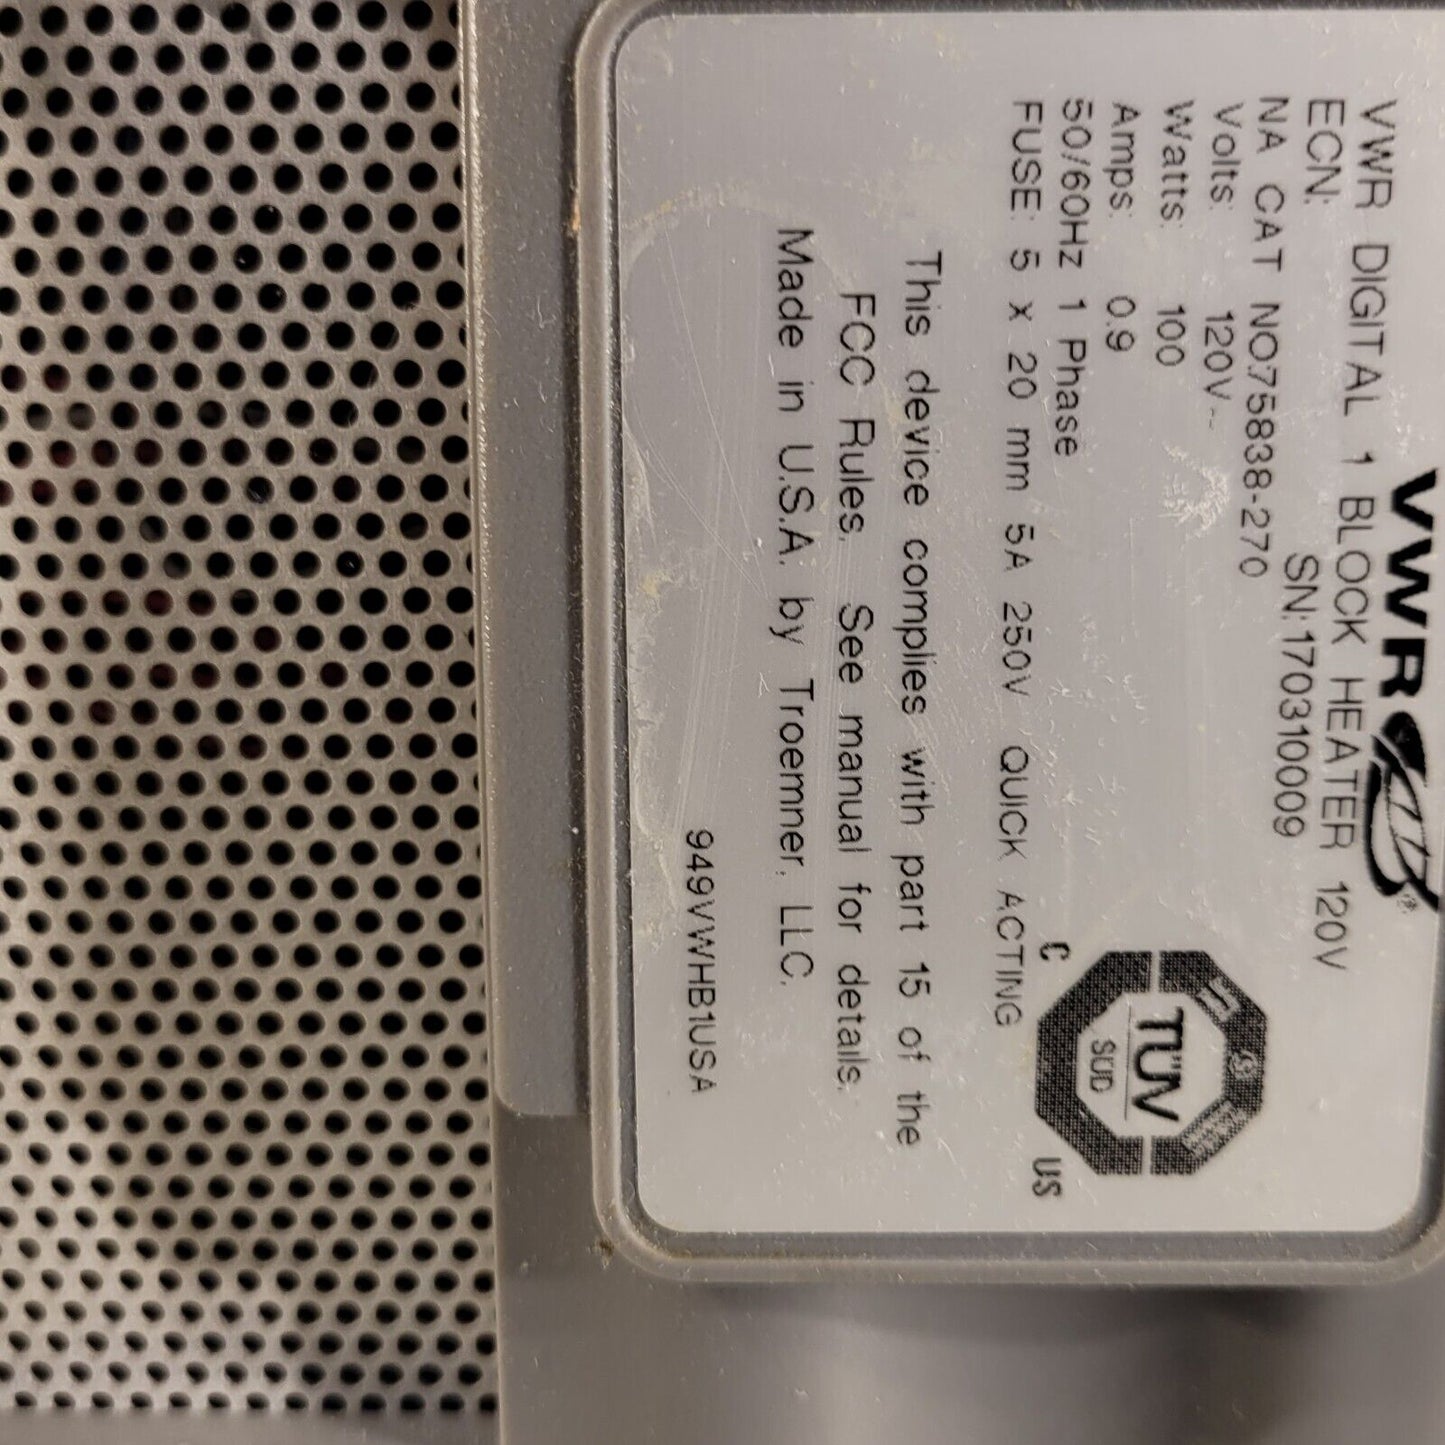 VWR®
VWR DIGITAL 1 BLOCK HEATER 120V
ECN: SN: 170310009
NA CAT NO.75838-270
Volts: 120V~
Watts: 100
Amps: 0.9
50/60Hz 1 Phase
FUSE: 5 x 20 mm 5A 250V QUICK ACTING
TÜV
SÜD
C US
This device complies with part 15 of the
FCC Rules. See manual for details.
Made in U.S.A. by Troemner, LLC.
949VWHB1USA